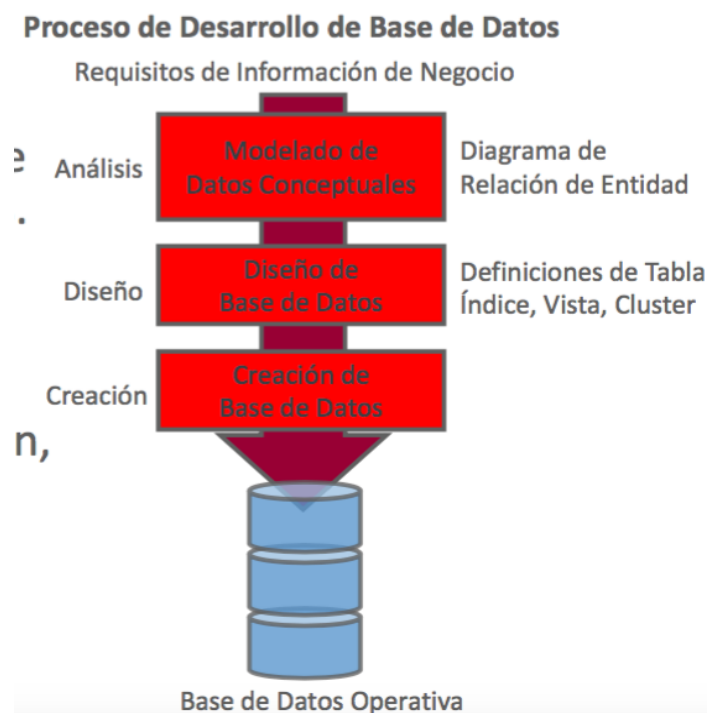 Proceso de Desarrollo de Base de Datos
Requisitos de Información de Negocio
e
.
Análisis
Modelado de
Datos Conceptuales
Diagrama de
Relación de Entidad
Diseño
Diseño de
Base de Datos
Definiciones de Tabla
Índice, Vista, Cluster
Creación
Creación de
Base de Datos
n,
Base de Datos Operativa